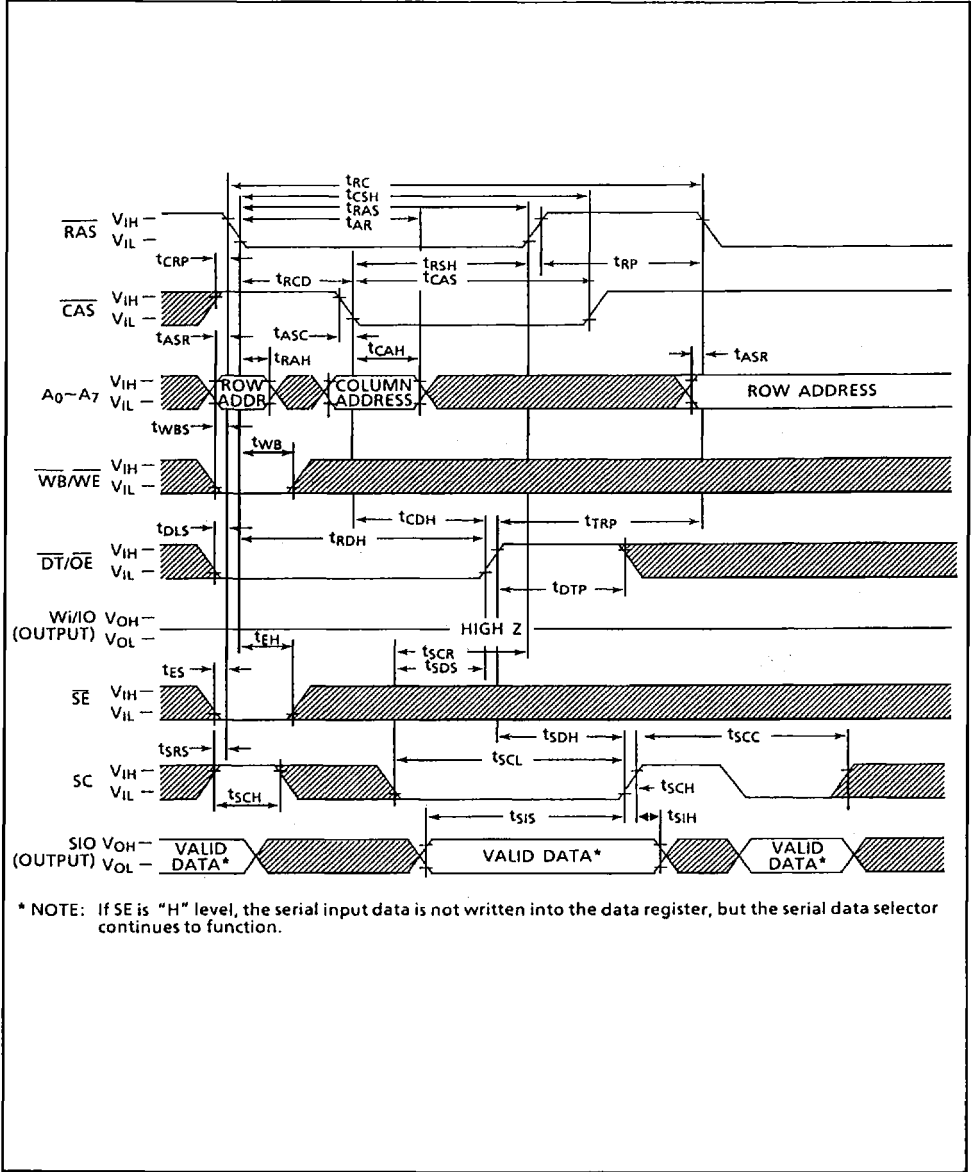 tRC
tCSH
tRAS
tAR
RAS VIH
VIL
tCRP
tRCD
tRSH
tCAS
tRP
CAS VIH
VIL
tASR
tASC
tRAH
tCAH
tASR
A0~A7 VIH
VIL
ROW ADDR
COLUMN ADDRESS
ROW ADDRESS
tWBS
tWB
WB/WE VIH
VIL
tDLS
tCDH
tRDH
tTRP
DT/OE VIH
VIL
tDTP
Wi/IO (OUTPUT) VOH
VOL
HIGH Z
tEH
tSCR
tSDS
tES
SE VIH
VIL
tSRS
tSDH
tSCL
tSCC
SC VIH
VIL
tSCH
tSCH
tSIS
tSIH
SIO (OUTPUT) VOH
VOL
VALID DATA*
VALID DATA*
VALID DATA*
* NOTE: If SE is "H" level, the serial input data is not written into the data register, but the serial data selector
continues to function.